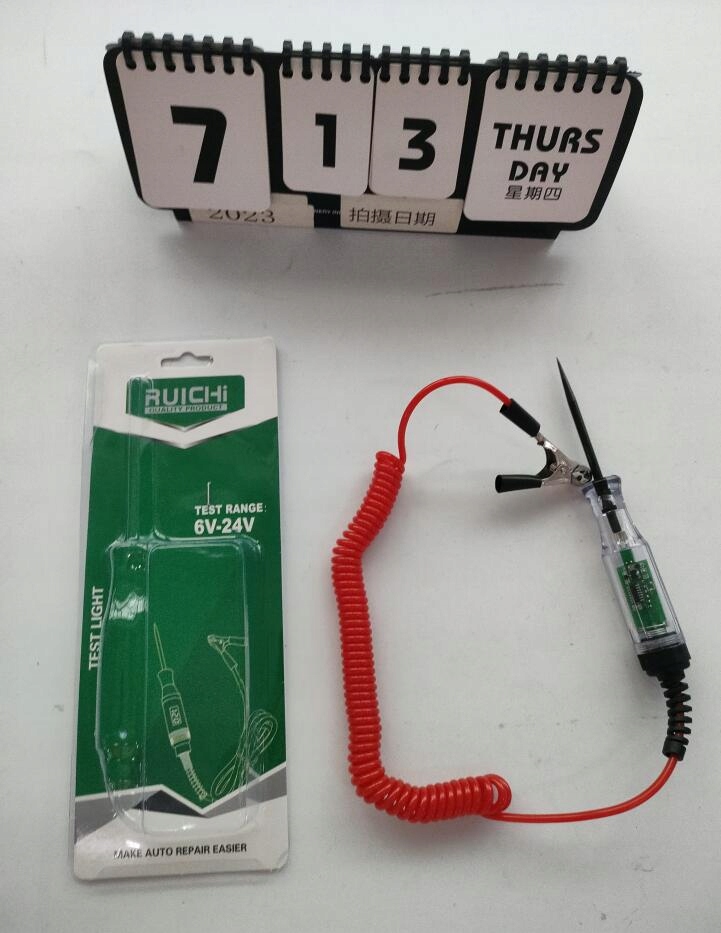 7
1
3
THURS
DAY
星期四
2023
拍摄日期
RUICHi
QUALITY PRODUCT
TEST RANGE:
6V-24V
TEST LIGHT
MAKE AUTO REPAIR EASIER